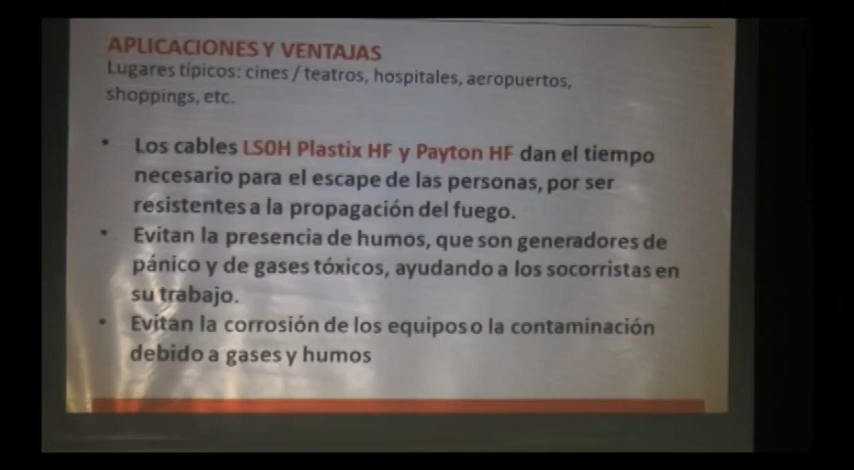 APLICACIONES Y VENTAJAS
Lugares típicos: cines / teatros, hospitales, aeropuertos,
shoppings, etc.
• Los cables LS0H Plastix HF y Payton HF dan el tiempo
necesario para el escape de las personas, por ser
resistentes a la propagación del fuego.
• Evitan la presencia de humos, que son generadores de
pánico y de gases tóxicos, ayudando a los socorristas en
su trabajo.
• Evitan la corrosión de los equipos o la contaminación
debido a gases y humos